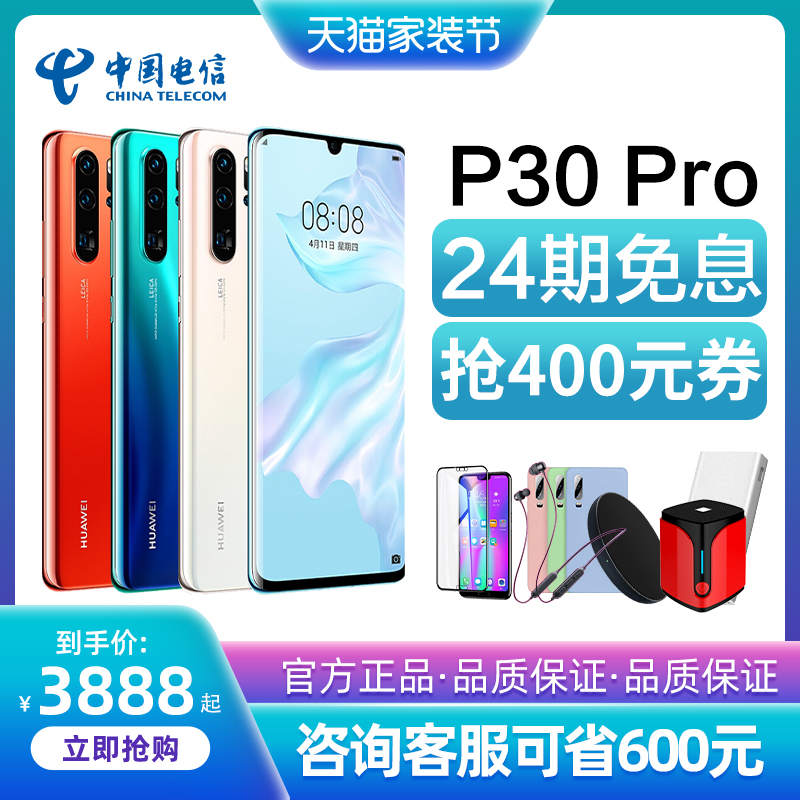 天猫家装节
中国电信
CHINA TELECOM
P30 Pro
24期免息
抢400元券
08:08
4月11日 星期四
LEICA
LEICA
LEICA
HUAWEI
HUAWEI
HUAWEI
到手价:
¥3888起
立即抢购
官方正品·品质保证·品质保证
咨询客服可省600元